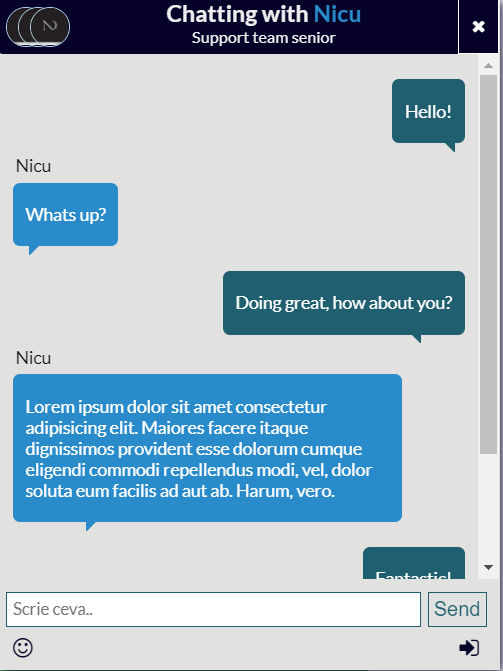 2
Chatting with Nicu
Support team senior
Hello!
Nicu
Whats up?
Doing great, how about you?
Nicu
Lorem ipsum dolor sit amet consectetur
adipisicing elit. Maiores facere itaque
dignissimos provident esse dolorum cumque
eligendi commodi repellendus modi, vel, dolor
soluta eum facilis ad aut ab. Harum, vero.
Fantastic!
Scrie ceva..
Send